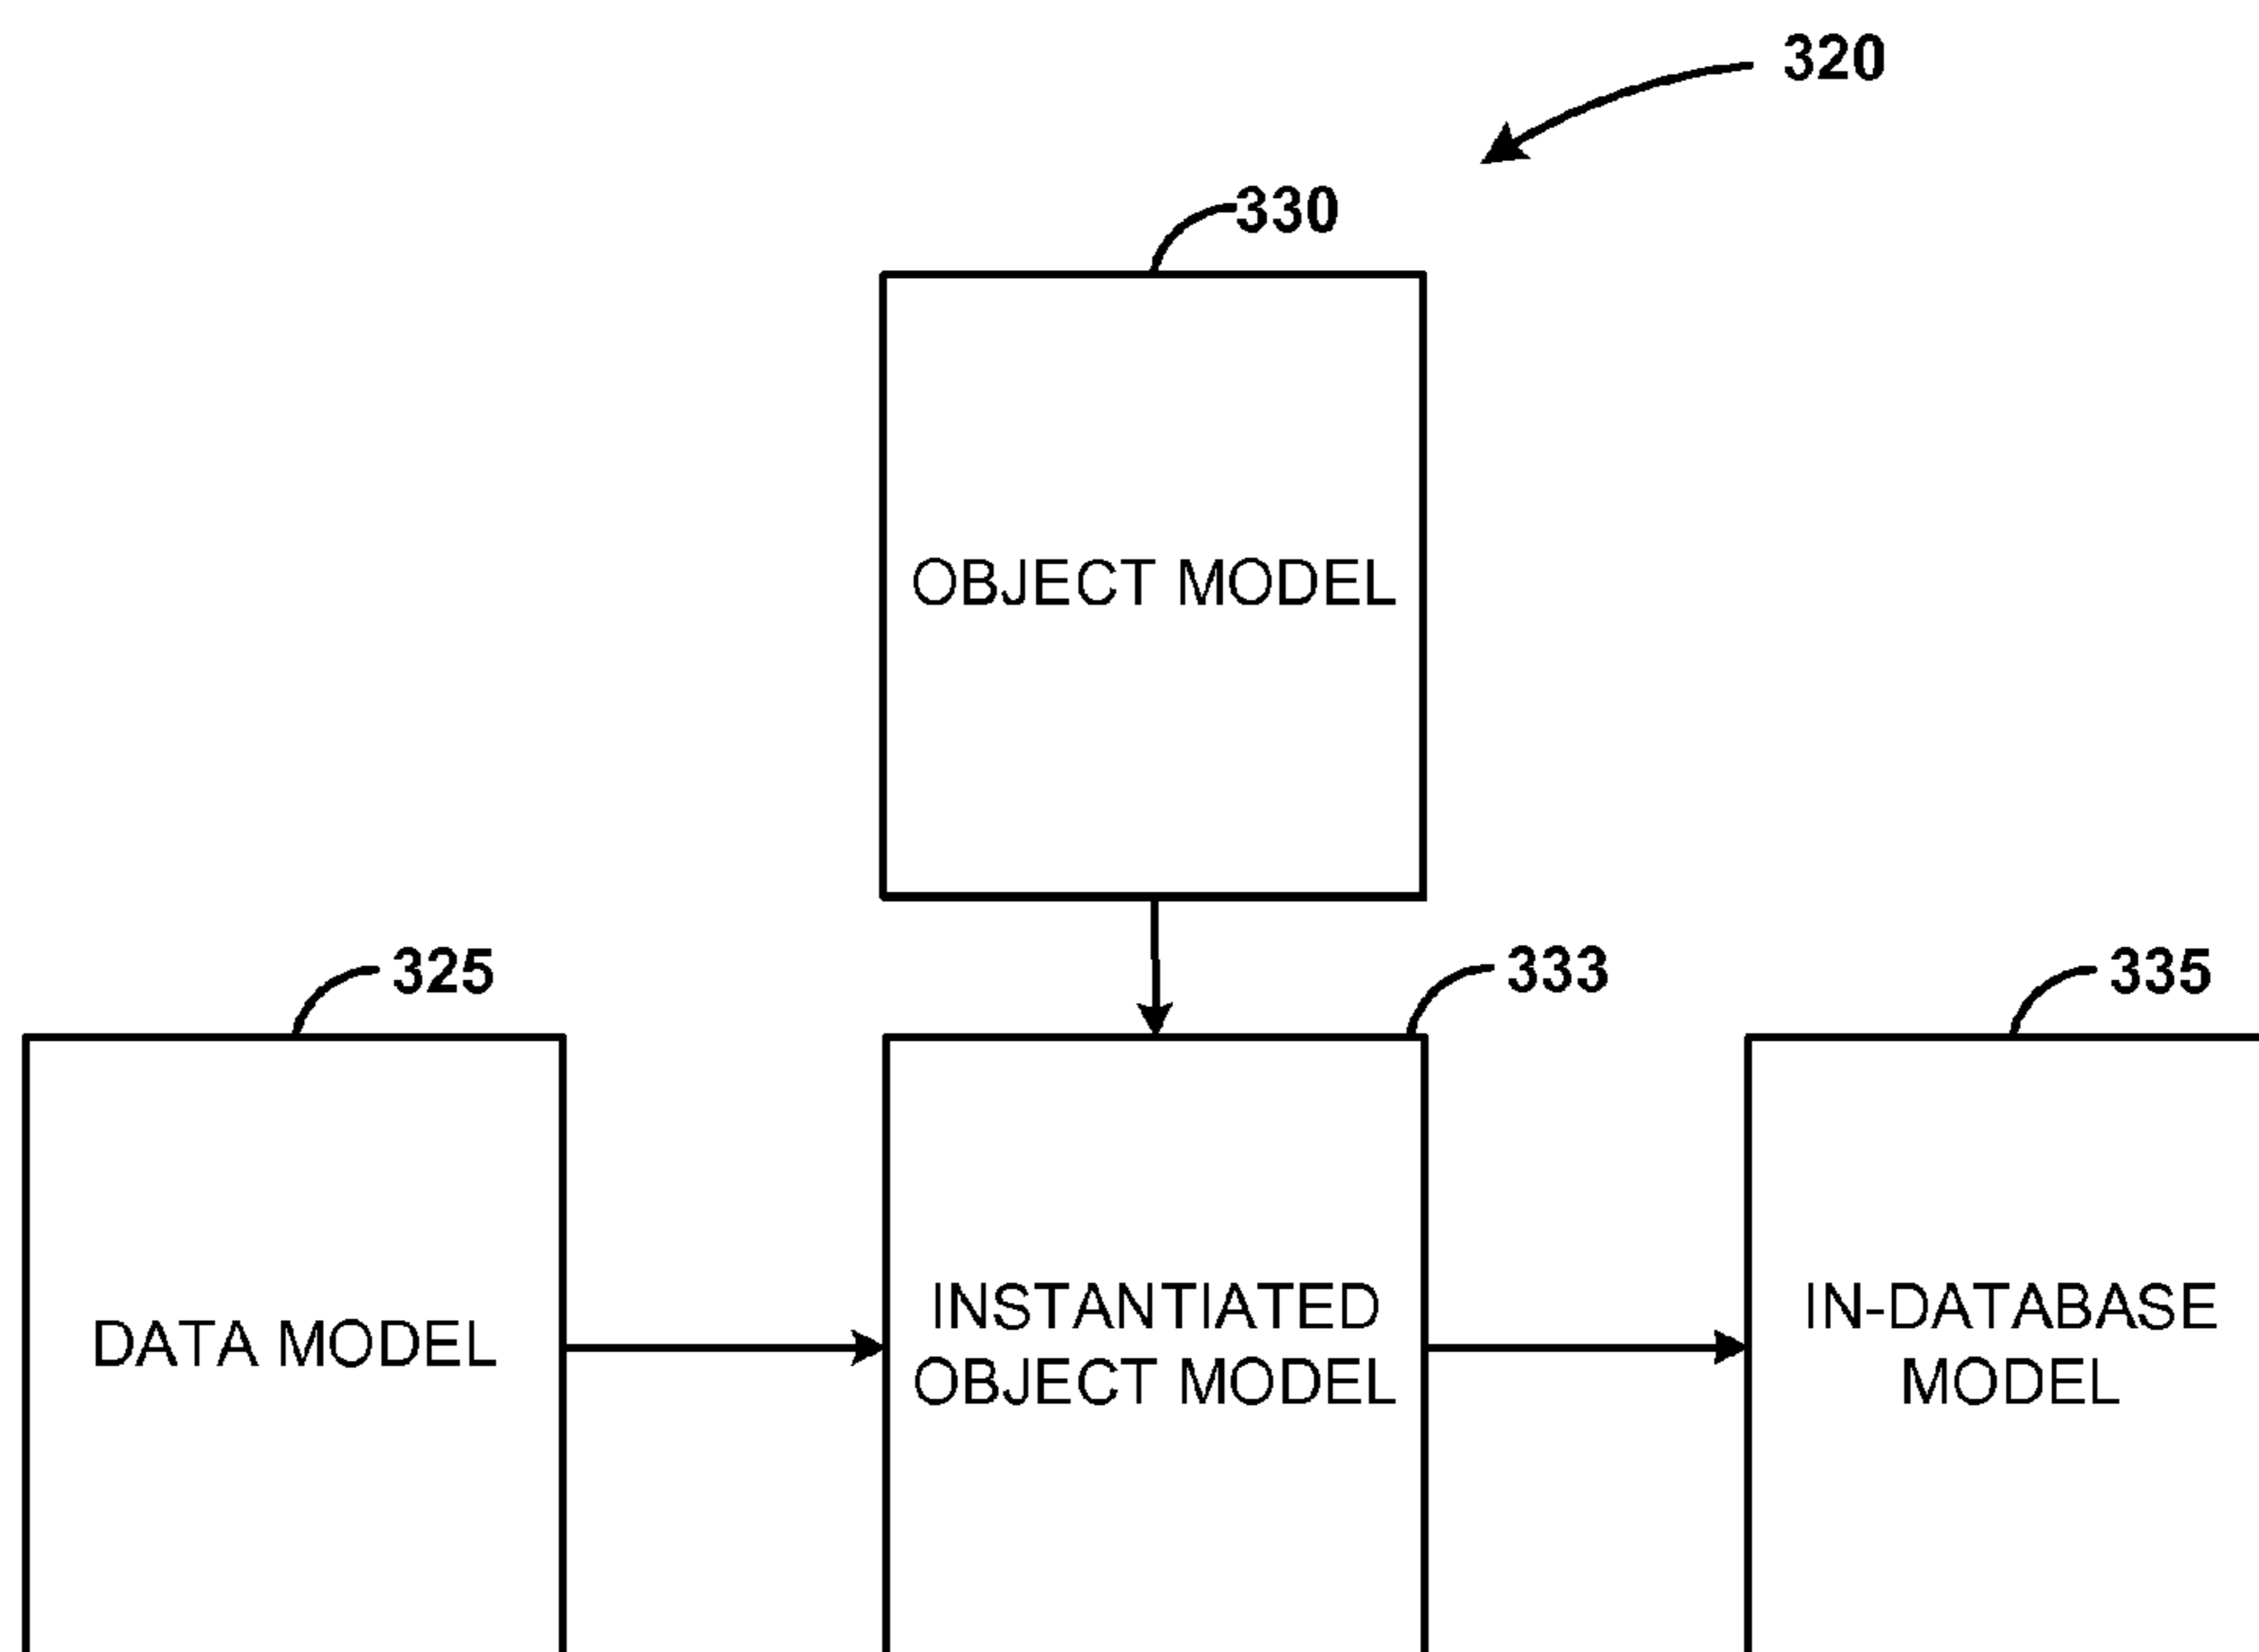 320
330
OBJECT MODEL
325
333
335
DATA MODEL
INSTANTIATED
OBJECT MODEL
IN-DATABASE
MODEL